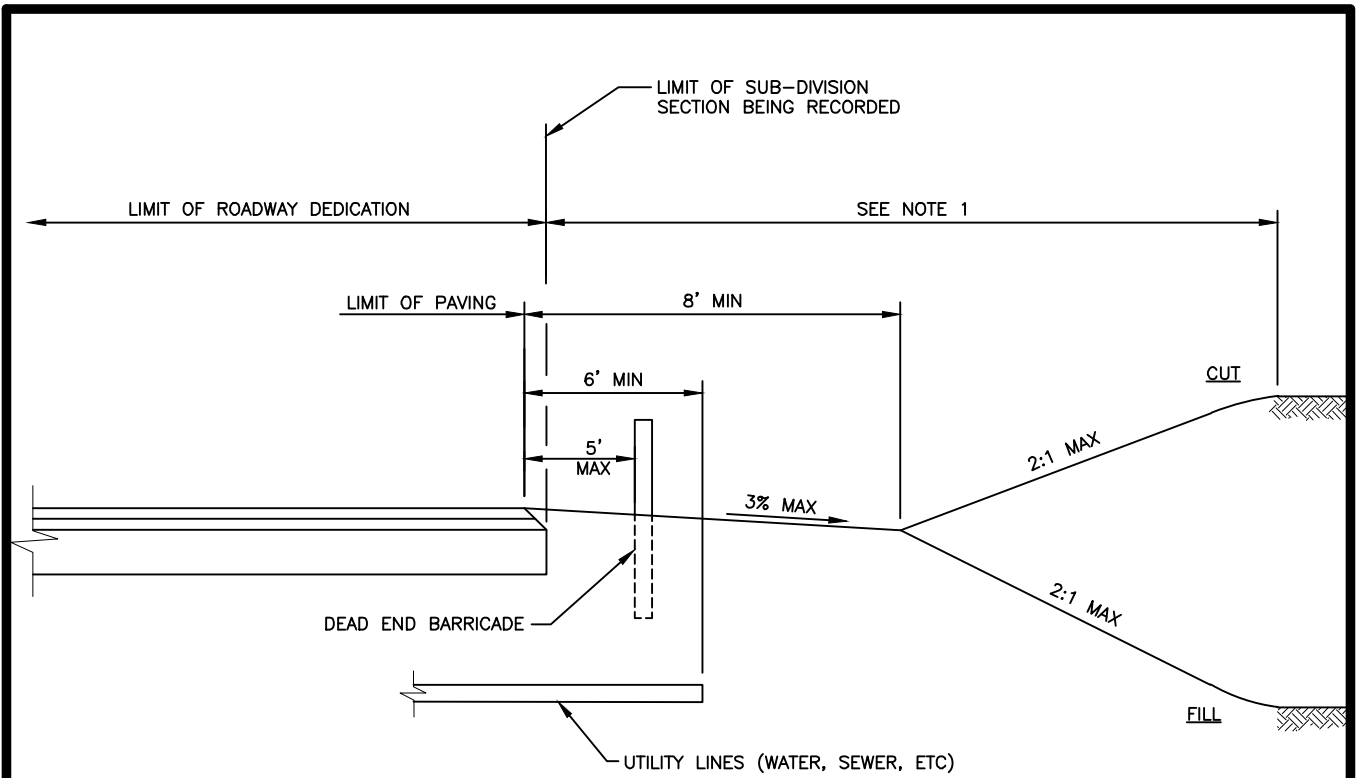 LIMIT OF SUB-DIVISION
SECTION BEING RECORDED
LIMIT OF ROADWAY DEDICATION
SEE NOTE 1
LIMIT OF PAVING
8' MIN
6' MIN
CUT
5'
MAX
2:1 MAX
3% MAX
2:1 MAX
DEAD END BARRICADE
FILL
UTILITY LINES (WATER, SEWER, ETC)